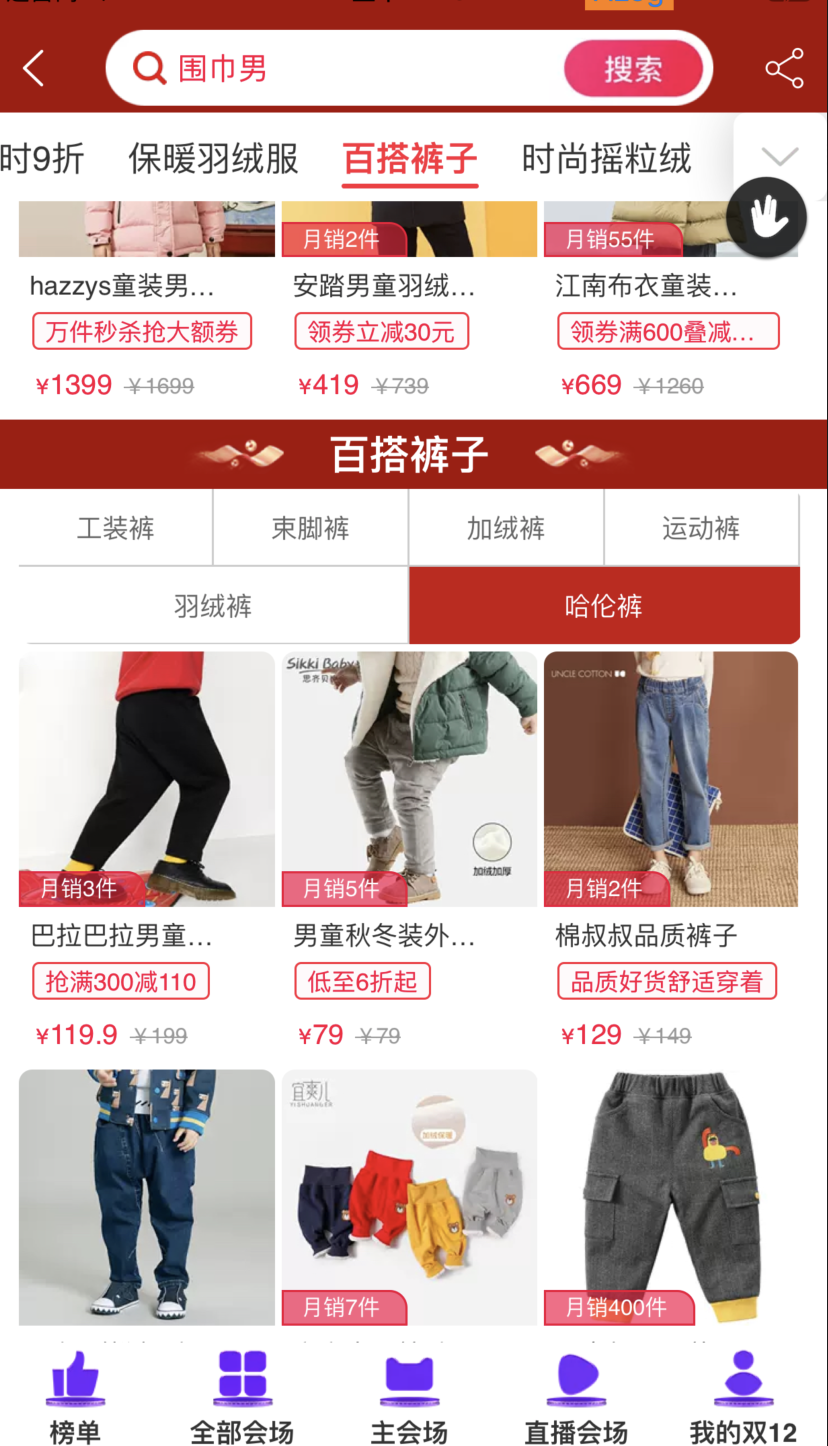 围巾男
搜索
时9折
保暖羽绒服
百搭裤子
时尚摇粒绒
月销2件
月销55件
hazzys童装男...
安踏男童羽绒...
江南布衣童装...
万件秒杀抢大额券
领券立减30元
领券满600叠减...
¥1399 ¥1699
¥419 ¥739
¥669 ¥1260
百搭裤子
工装裤
束脚裤
加绒裤
运动裤
羽绒裤
哈伦裤
Sikki Baby
UNCLE COTTON
加绒加厚
月销3件
月销5件
月销2件
巴拉巴拉男童...
男童秋冬装外...
棉叔叔品质裤子
抢满300减110
低至6折起
品质好货舒适穿着
¥119.9 ¥199
¥79 ¥79
¥129 ¥149
宜爽儿
YISHUANGER
加绒保暖
月销7件
月销400件
榜单
全部会场
主会场
直播会场
我的双12